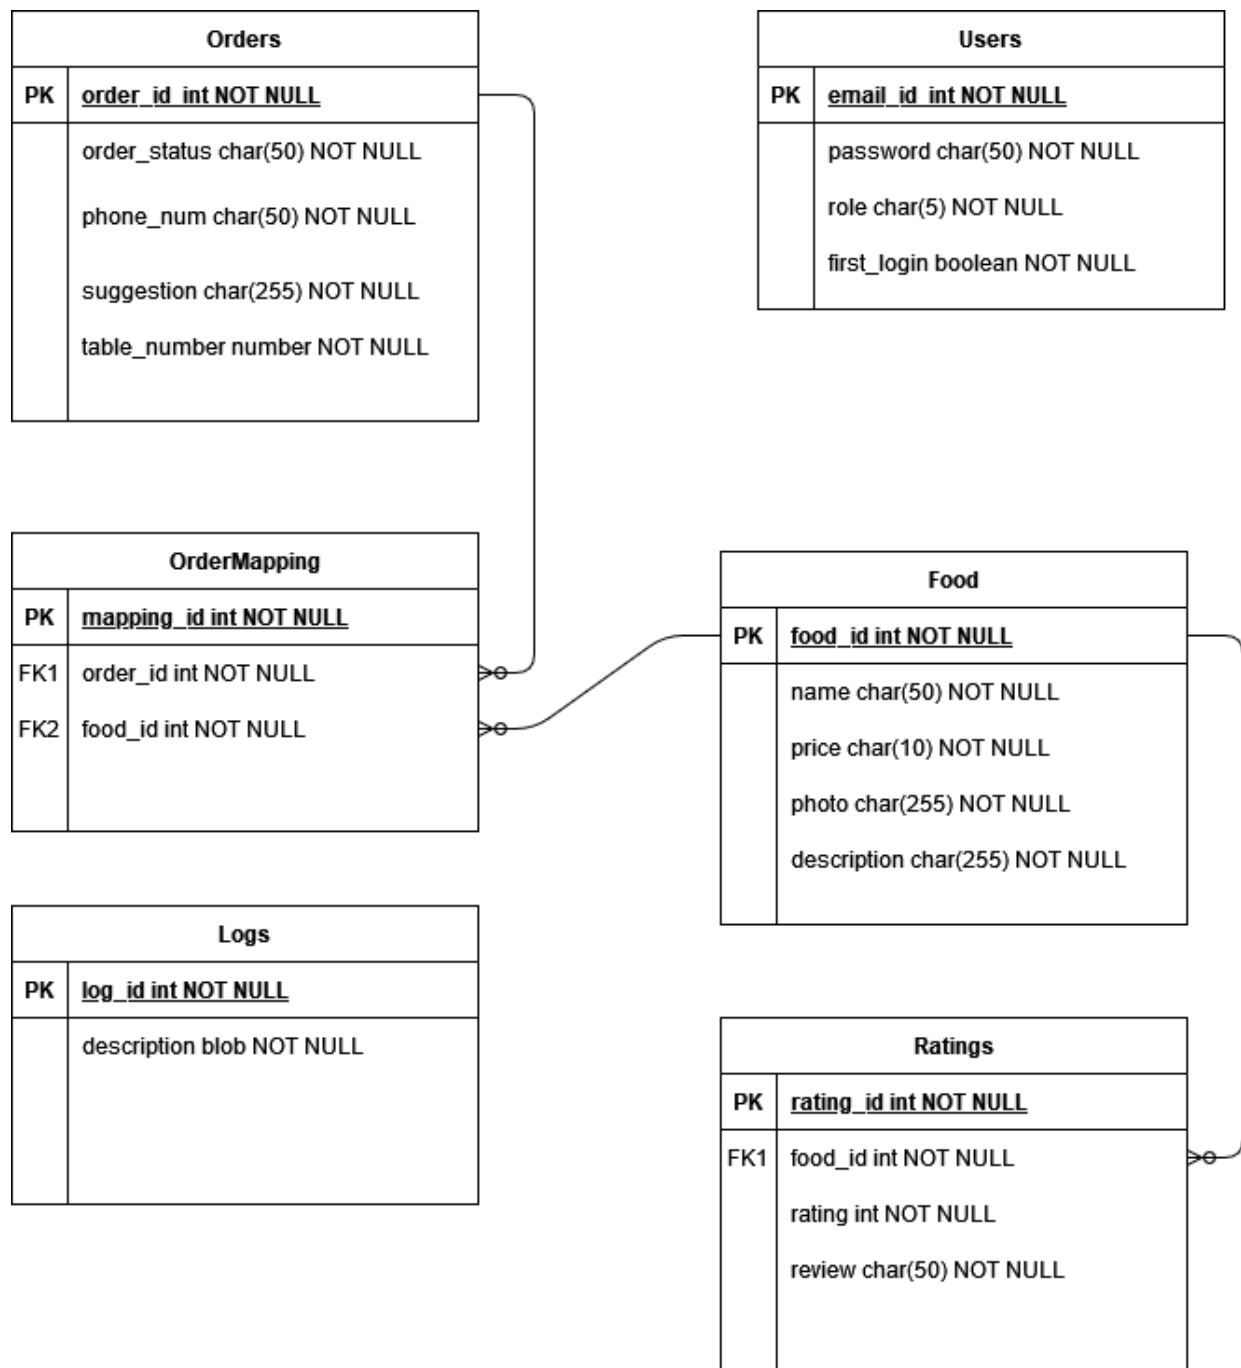 Orders
PK order_id int NOT NULL
order_status char(50) NOT NULL
phone_num char(50) NOT NULL
suggestion char(255) NOT NULL
table_number number NOT NULL
Users
PK email_id int NOT NULL
password char(50) NOT NULL
role char(5) NOT NULL
first_login boolean NOT NULL
OrderMapping
PK mapping_id int NOT NULL
FK1 order_id int NOT NULL
FK2 food_id int NOT NULL
Food
PK food_id int NOT NULL
name char(50) NOT NULL
price char(10) NOT NULL
photo char(255) NOT NULL
description char(255) NOT NULL
Logs
PK log_id int NOT NULL
description blob NOT NULL
Ratings
PK rating_id int NOT NULL
FK1 food_id int NOT NULL
rating int NOT NULL
review char(50) NOT NULL